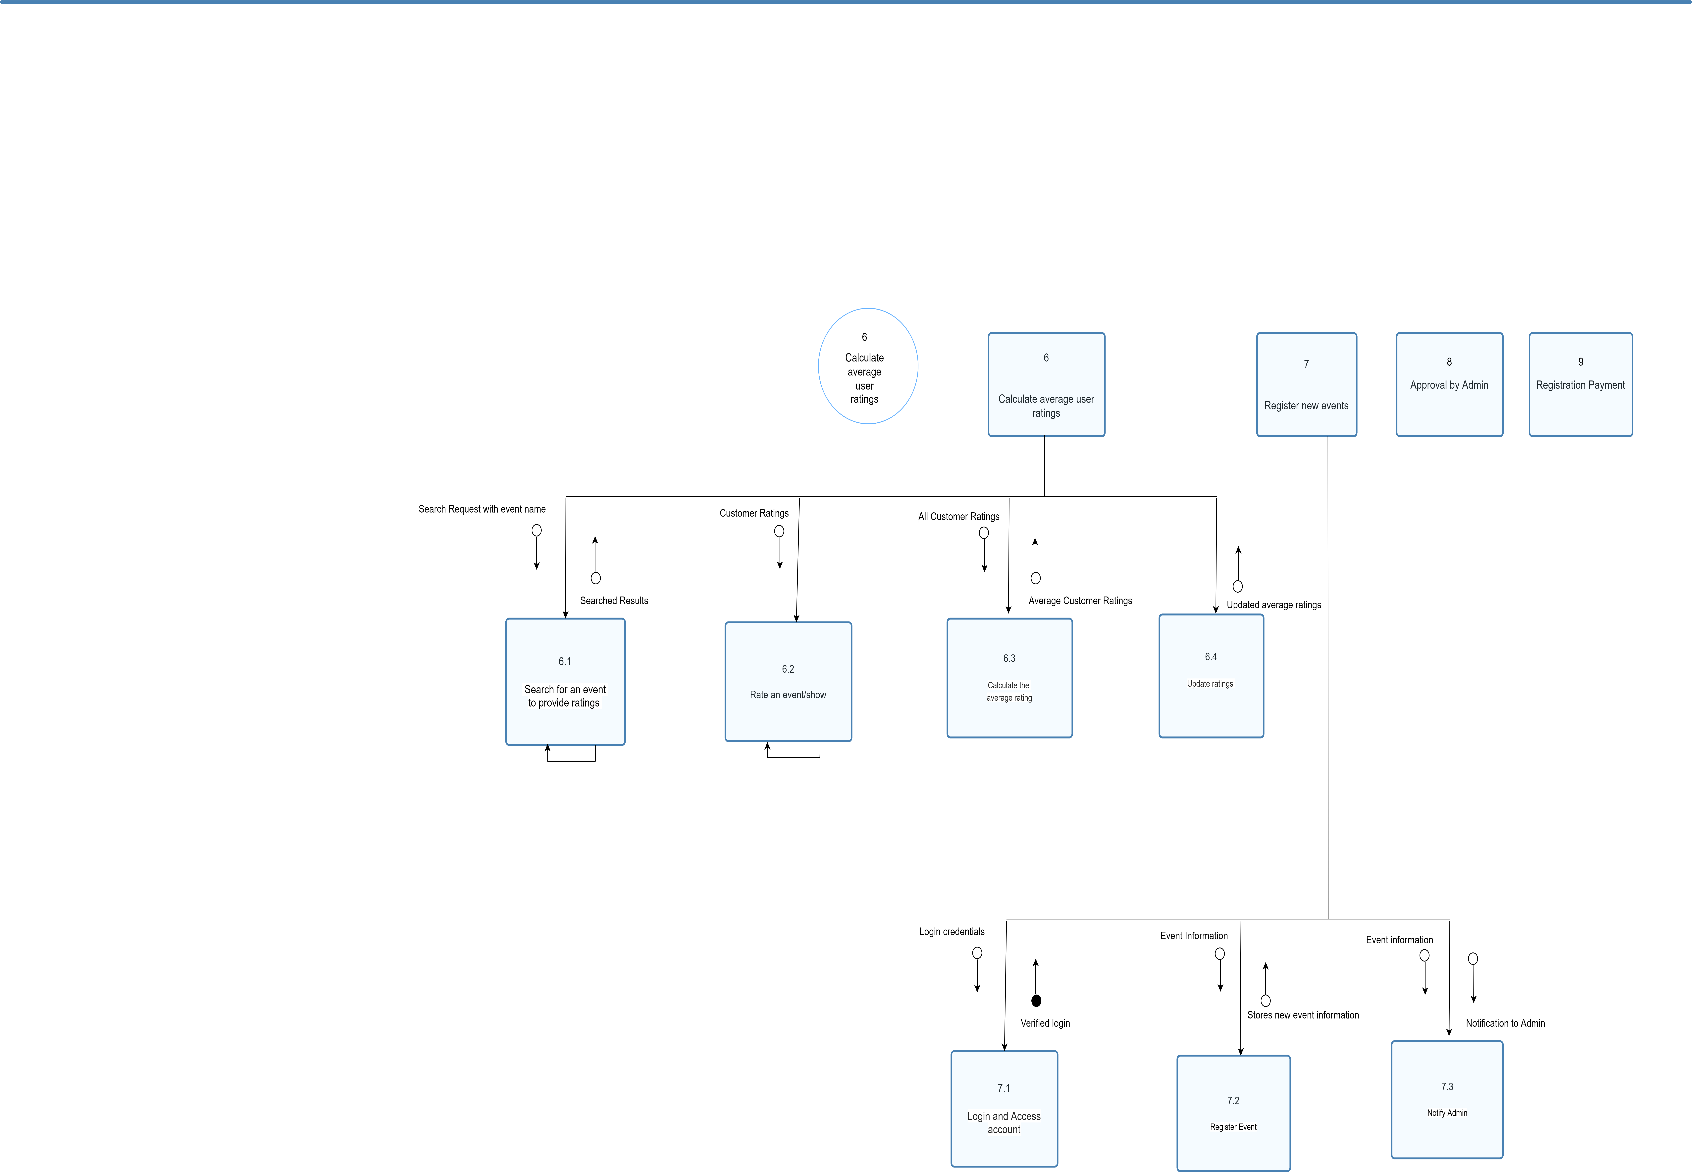 6
Calculate
average
user
ratings
6
Calculate average user
ratings
7
Register new events
8
Approval by Admin
9
Registration Payment
Search Request with event name
Customer Ratings
All Customer Ratings
Searched Results
Average Customer Ratings
Updated average ratings
6.1
Search for an event
to provide ratings
6.2
Rate an event/show
6.3
Calculate the
average rating
6.4
Update ratings
Login credentials
Event Information
Event information
Verified login
Stores new event information
Notification to Admin
7.1
Login and Access
account
7.2
Register Event
7.3
Notify Admin